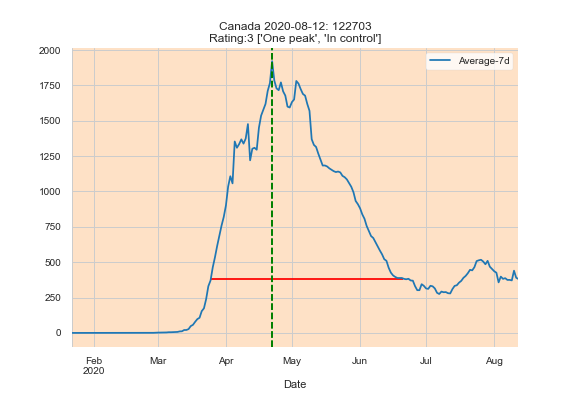 Canada 2020-08-12: 122703
Rating:3 ['One peak', 'In control']
Average-7d
2000
1750
1500
1250
1000
750
500
250
0
Feb
2020
Mar
Apr
May
Jun
Jul
Aug
Date